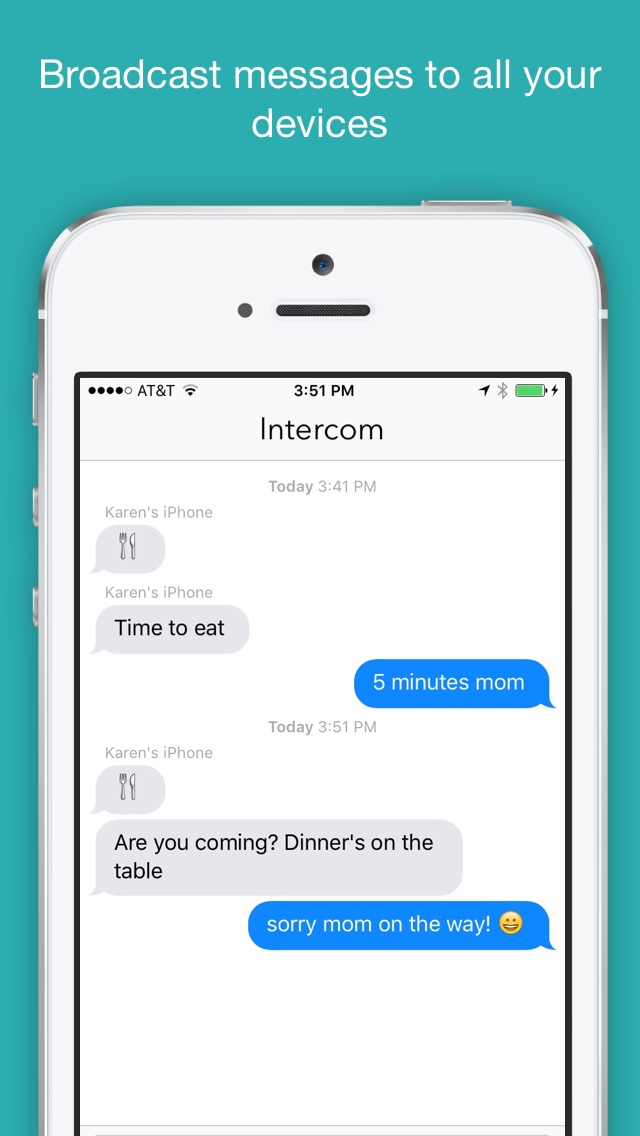 Broadcast messages to all your
devices
AT&T 3:51 PM
Intercom
Today 3:41 PM
Karen's iPhone
🍴
Karen's iPhone
Time to eat
5 minutes mom
Today 3:51 PM
Karen's iPhone
🍴
Are you coming? Dinner's on the
table
sorry mom on the way! 😀